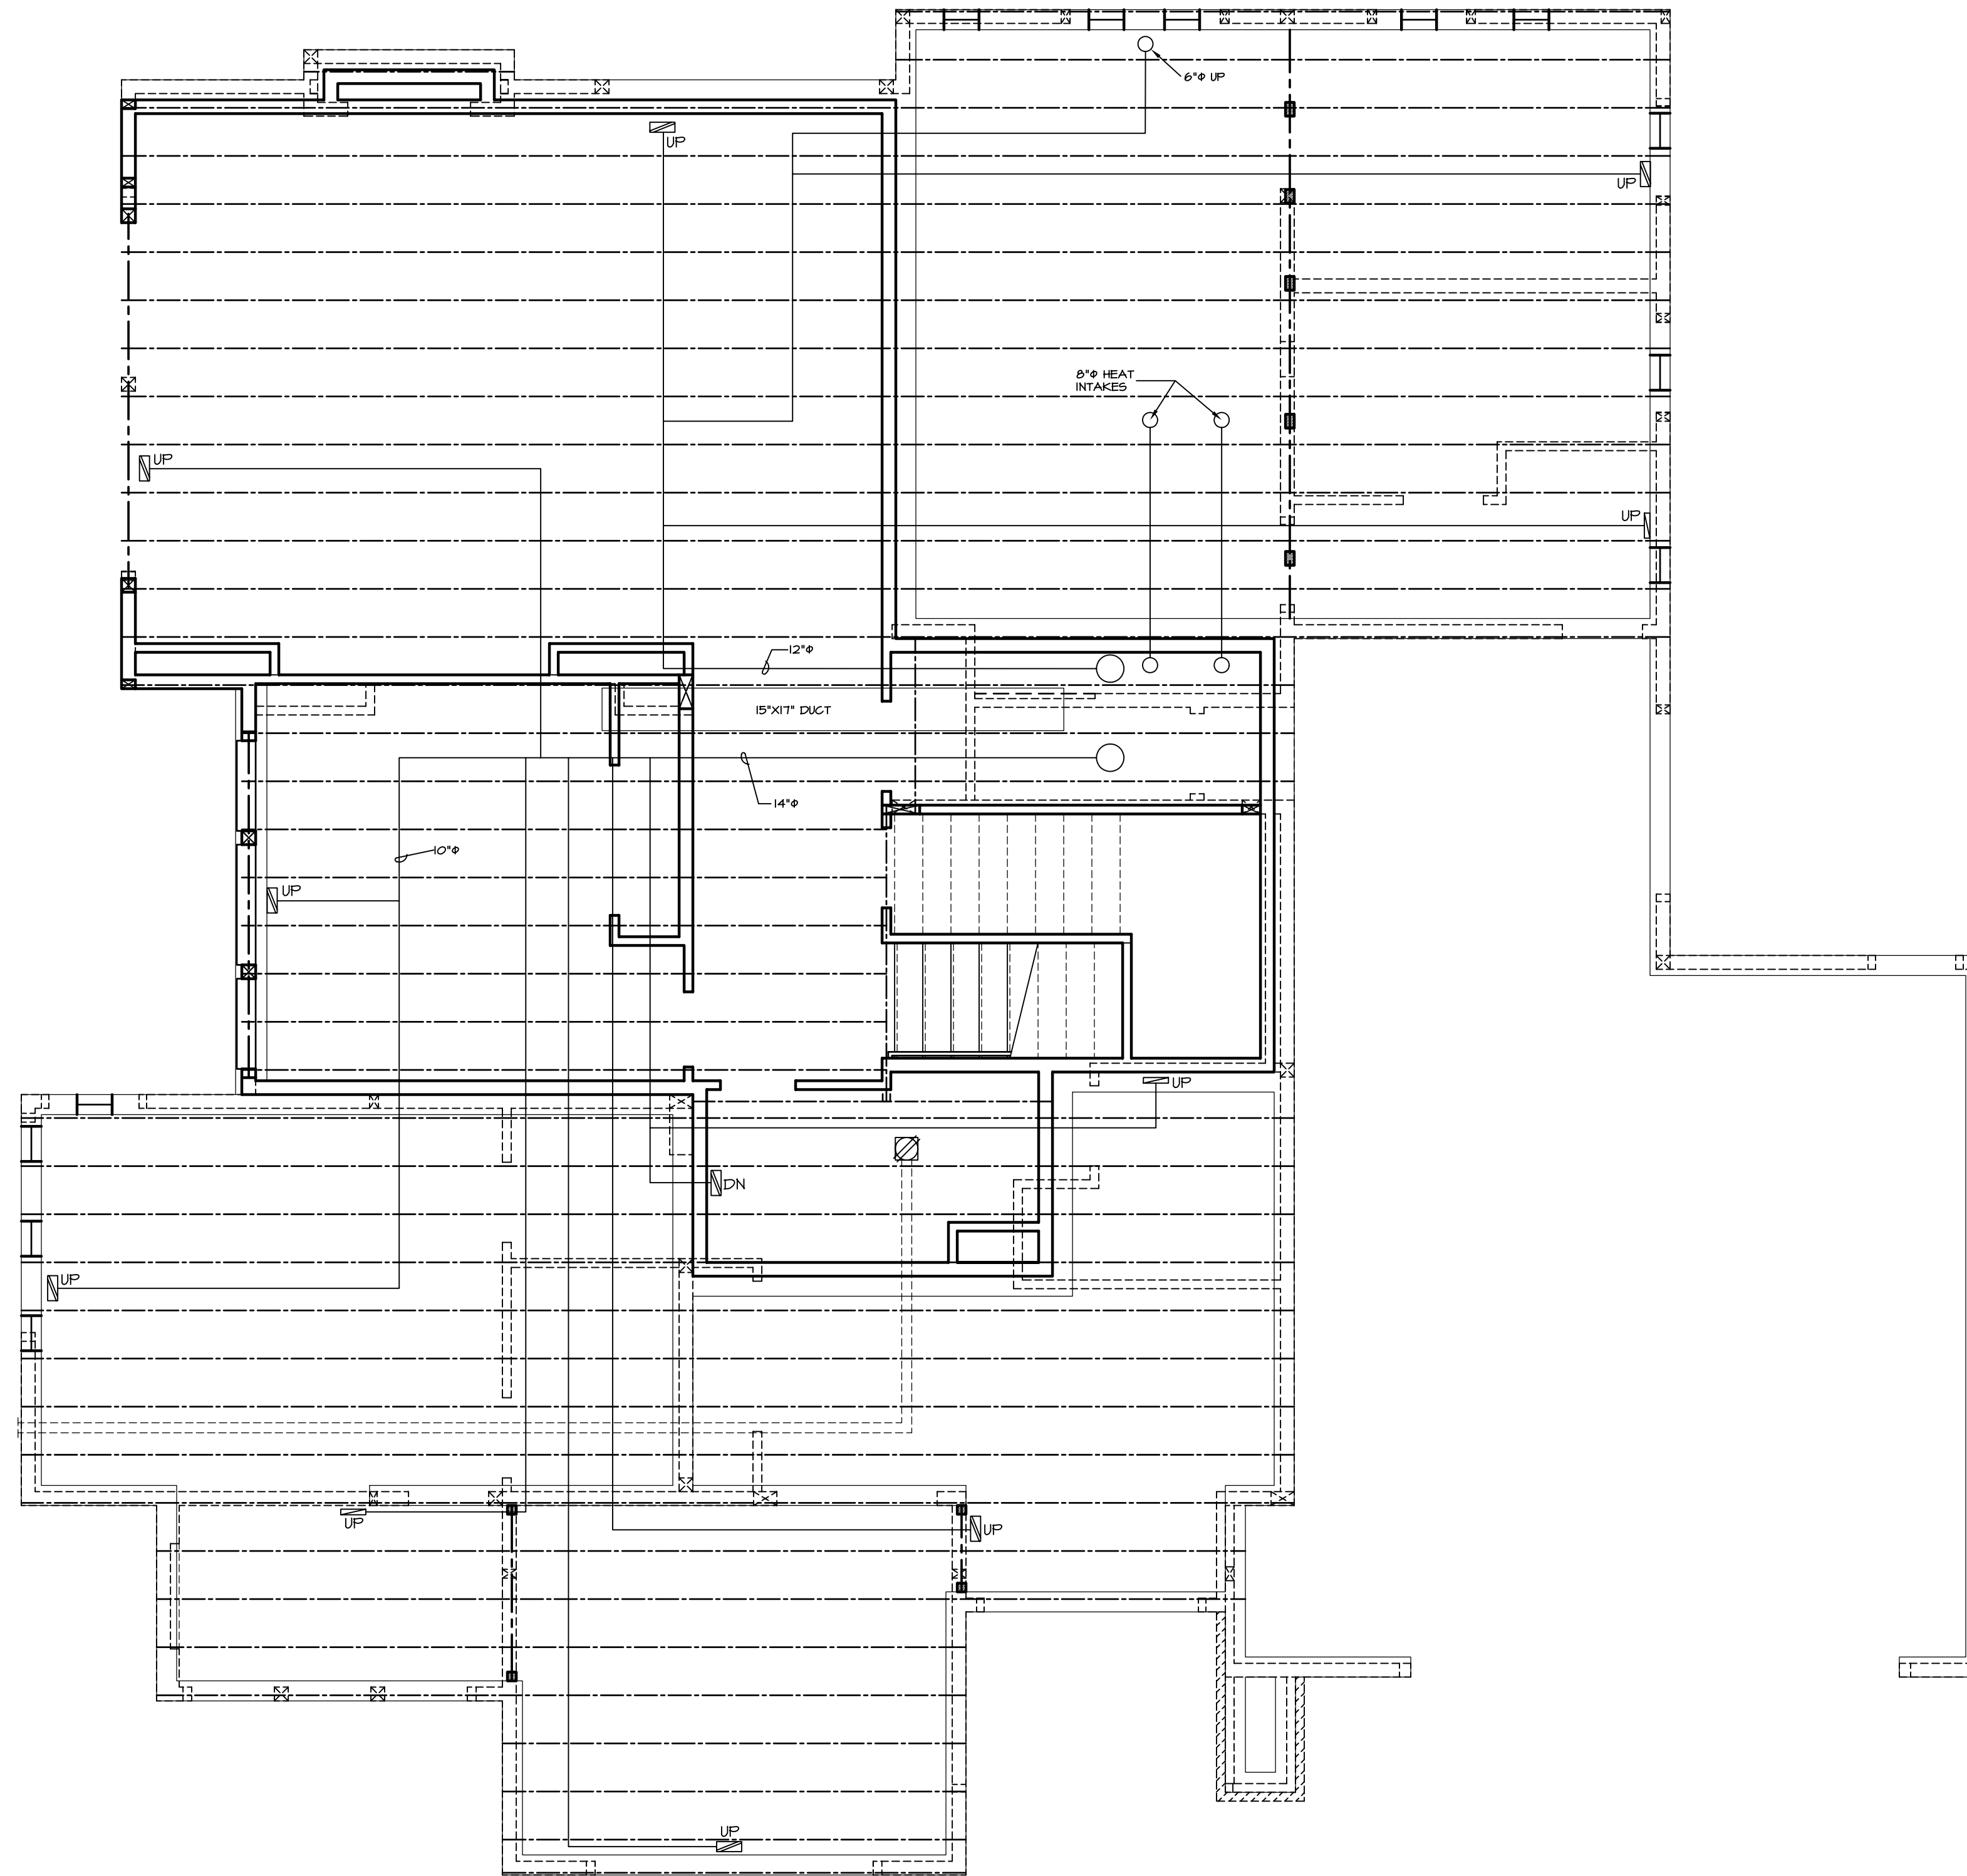 6"Φ UP
UP
UP
8"Φ HEAT
INTAKES
UP
UP
12"Φ
15"X17" DUCT
14"Φ
10"Φ
UP
UP
DN
UP
UP
UP
UP